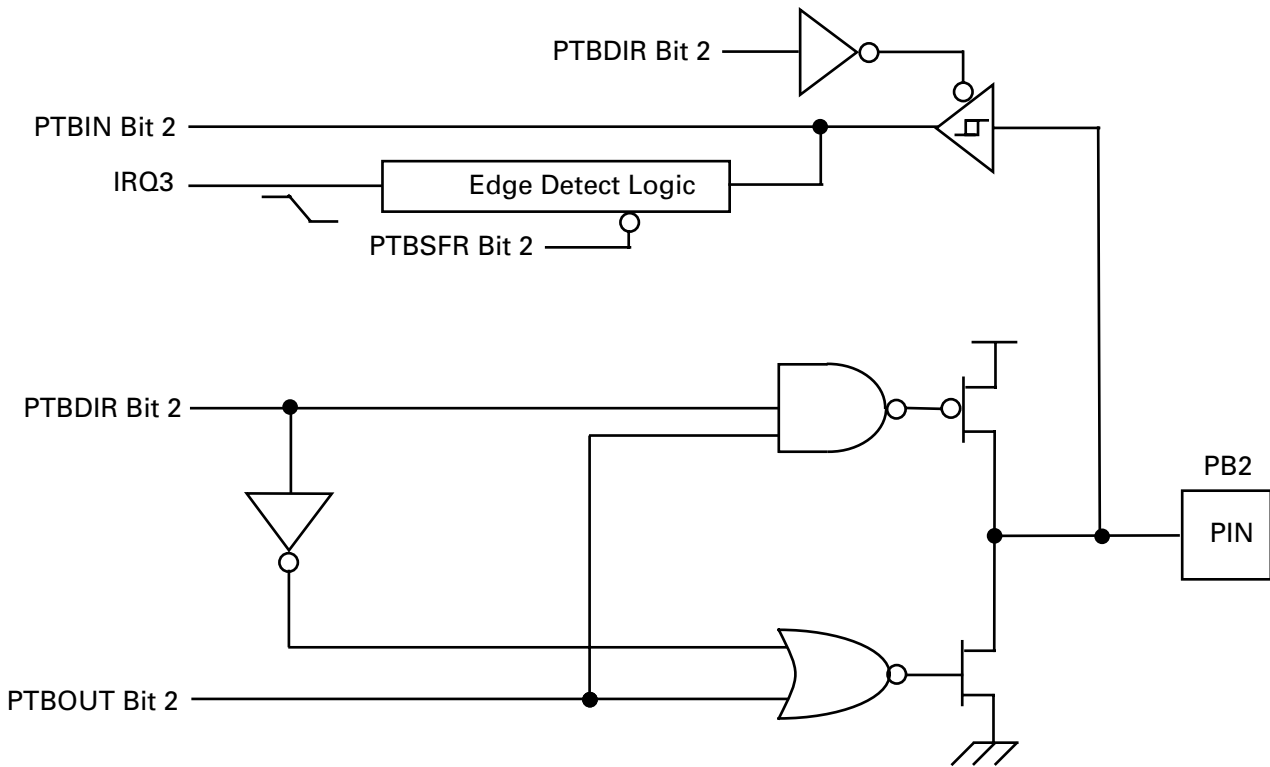 PTBDIR Bit 2
PTBIN Bit 2
IRQ3
Edge Detect Logic
PTBSFR Bit 2
PTBDIR Bit 2
PB2
PIN
PTBOUT Bit 2